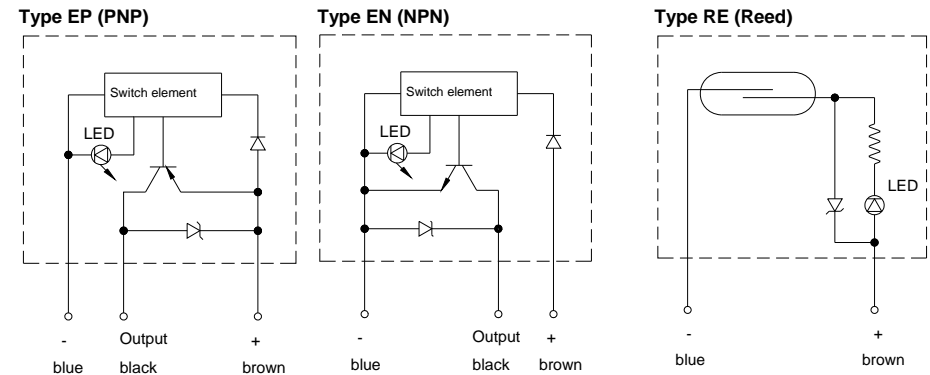 Type EP (PNP)
Type EN (NPN)
Type RE (Reed)
Switch element
LED
Switch element
LED
LED
- Output +
blue black brown
- Output +
blue black brown
- +
blue brown